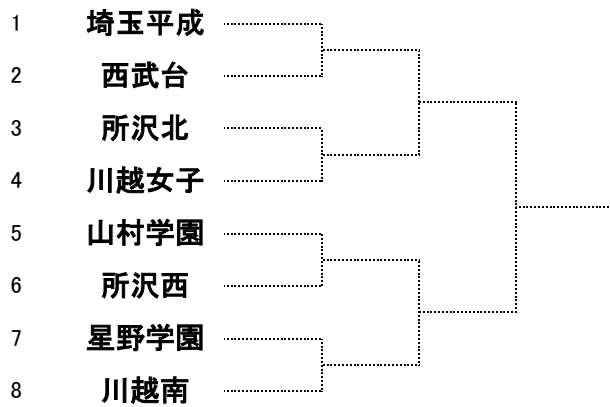 1 埼玉平成
2 西武台
3 所沢北
4 川越女子
5 山村学園
6 所沢西
7 星野学園
8 川越南